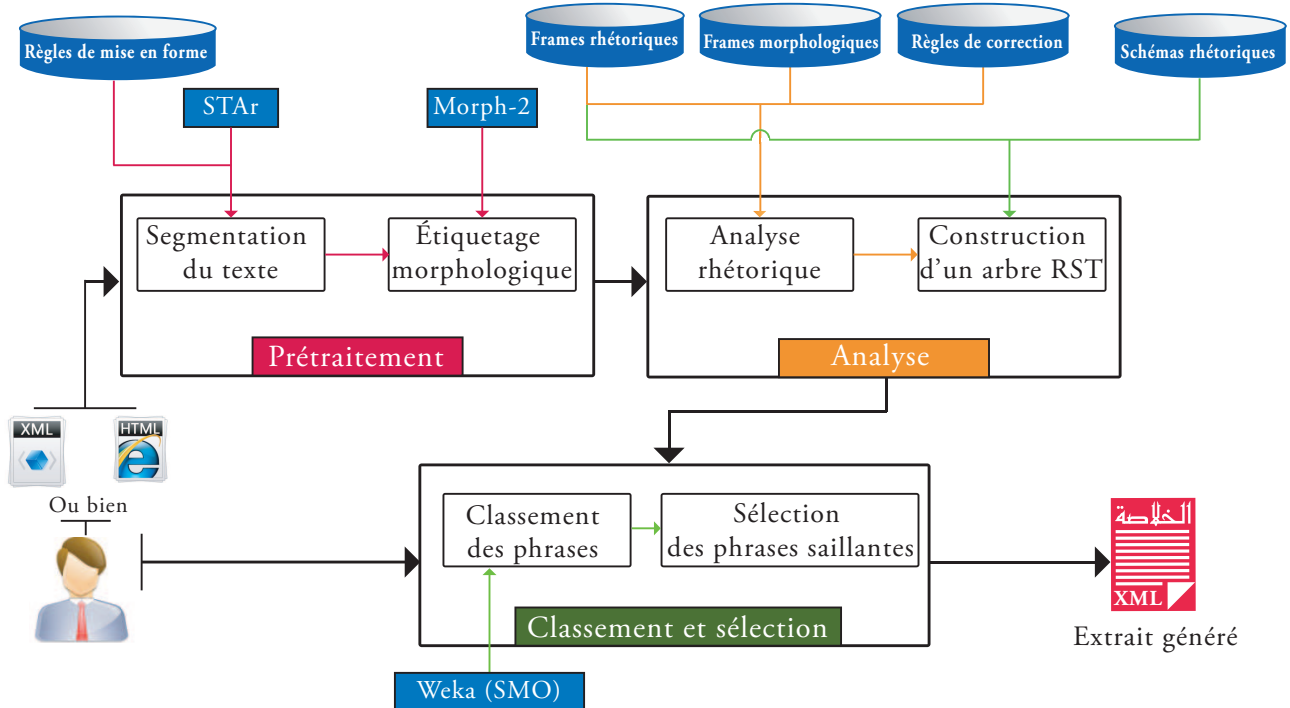 Règles de mise en forme
Frames rhétoriques
Frames morphologiques
Règles de correction
Schémas rhétoriques
STAr
Morph-2
Segmentation
du texte
Étiquetage
morphologique
Analyse
rhétorique
Construction
d'un arbre RST
Prétraitement
Analyse
XML
HTML
Ou bien
Classement
des phrases
Sélection
des phrases saillantes
Classement et sélection
Weka (SMO)
الخلاصة
XML
Extrait généré